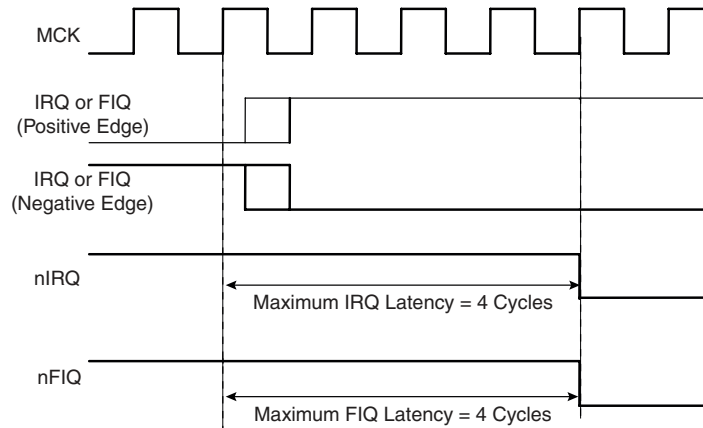 MCK
IRQ or FIQ
(Positive Edge)
IRQ or FIQ
(Negative Edge)
nIRQ
Maximum IRQ Latency = 4 Cycles
nFIQ
Maximum FIQ Latency = 4 Cycles